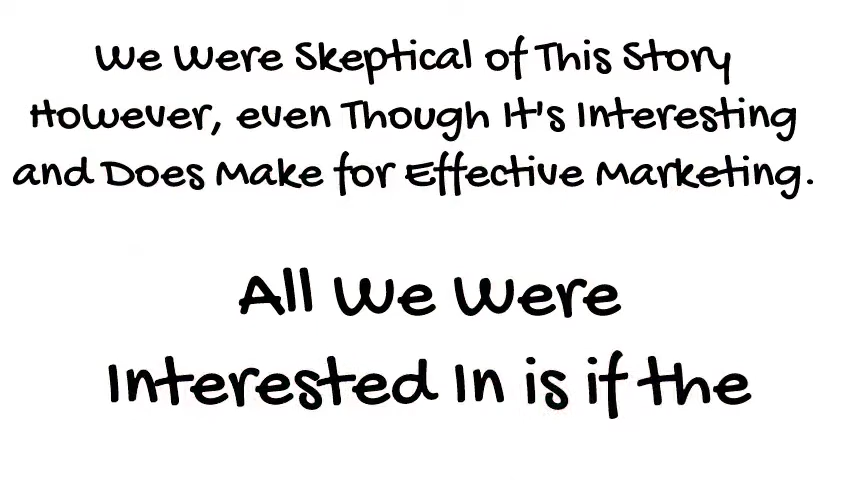 We Were Skeptical of This Story
However, even Though It's Interesting
and Does Make for Effective Marketing.
All We Were
Interested In is if the